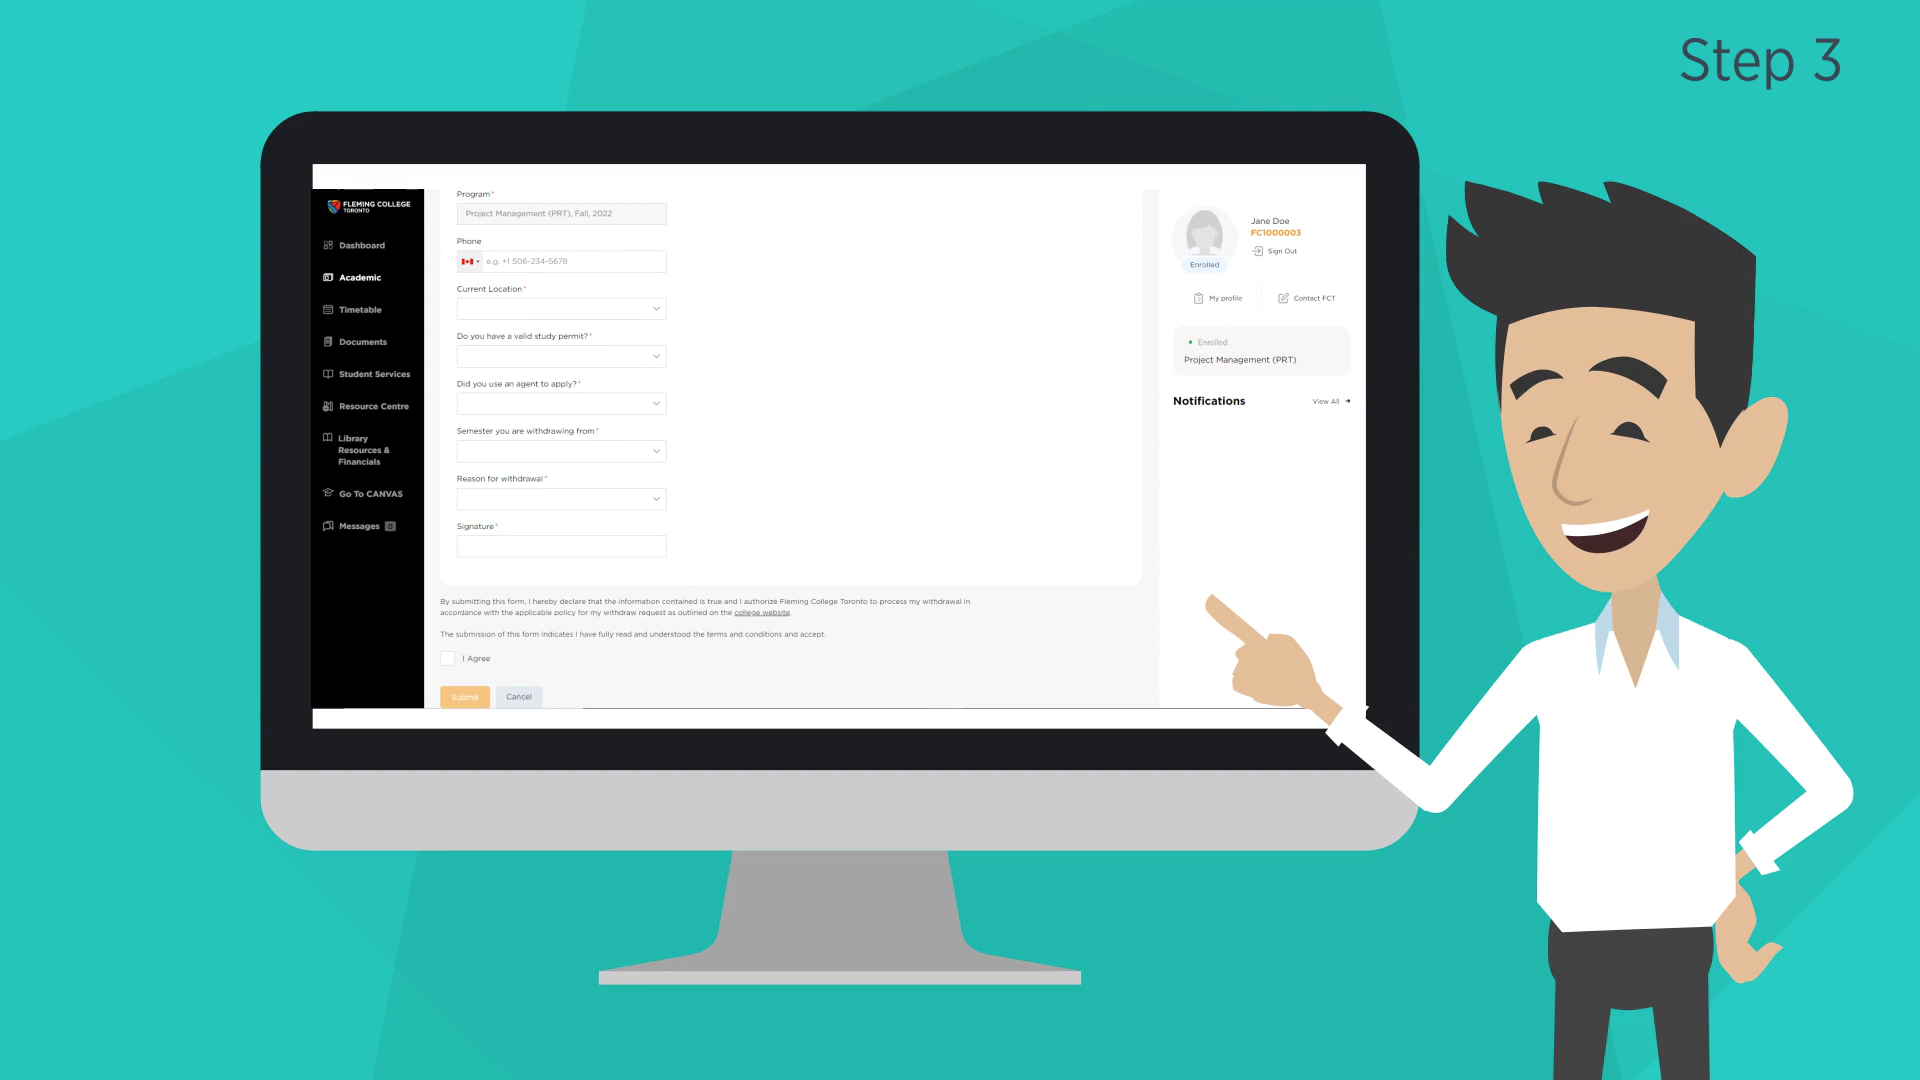 Step 3
FLEMING COLLEGE
TORONTO
Dashboard
Academic
Timetable
Documents
Student Services
Resource Centre
Library
Resources &
Financials
Go To CANVAS
Messages 0
Program*
Project Management (PRT), Fall, 2022
Phone
e.g. +1 506-234-5678
Current Location*
Do you have a valid study permit?*
Did you use an agent to apply?*
Semester you are withdrawing from*
Reason for withdrawal*
Signature*
By submitting this form, I hereby declare that the information contained is true and I authorize Fleming College Toronto to process my withdrawal in
accordance with the applicable policy for my withdraw request as outlined on the college website.
The submission of this form indicates I have fully read and understood the terms and conditions and accept.
I Agree
Submit Cancel
Jane Doe
FC1000003
Sign Out
Enrolled
My profile Contact FCT
Enrolled
Project Management (PRT)
Notifications View All